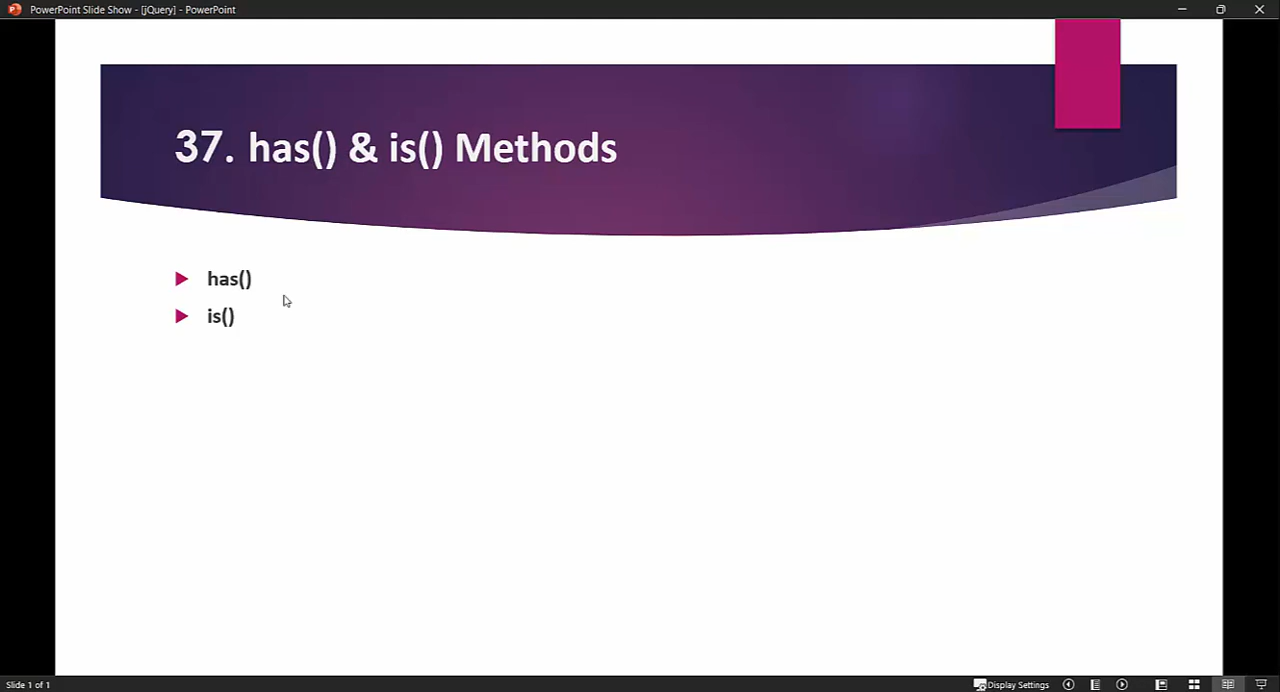 PowerPoint Slide Show - [jQuery] - PowerPoint
37. has() & is() Methods
has()
is()
Slide 1 of 1
Display Settings